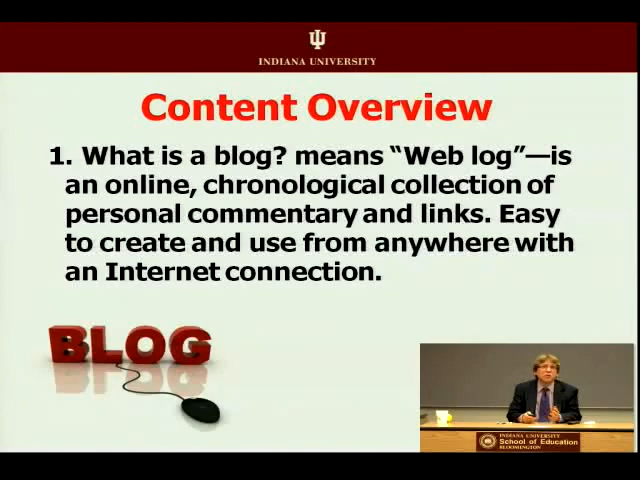 INDIANA UNIVERSITY
Content Overview
1. What is a blog? means “Web log”—is
an online, chronological collection of
personal commentary and links. Easy
to create and use from anywhere with
an Internet connection.
BLOG
INDIANA UNIVERSITY
School of Education
BLOOMINGTON